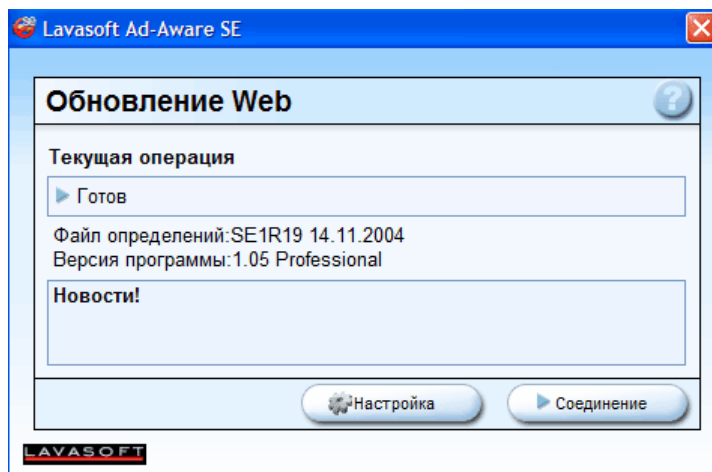 Lavasoft Ad-Aware SE
Обновление Web
?
Текущая операция
Готов
Файл определений:SE1R19 14.11.2004
Версия программы:1.05 Professional
Новости!
Настройка
Соединение
LAVASOFT